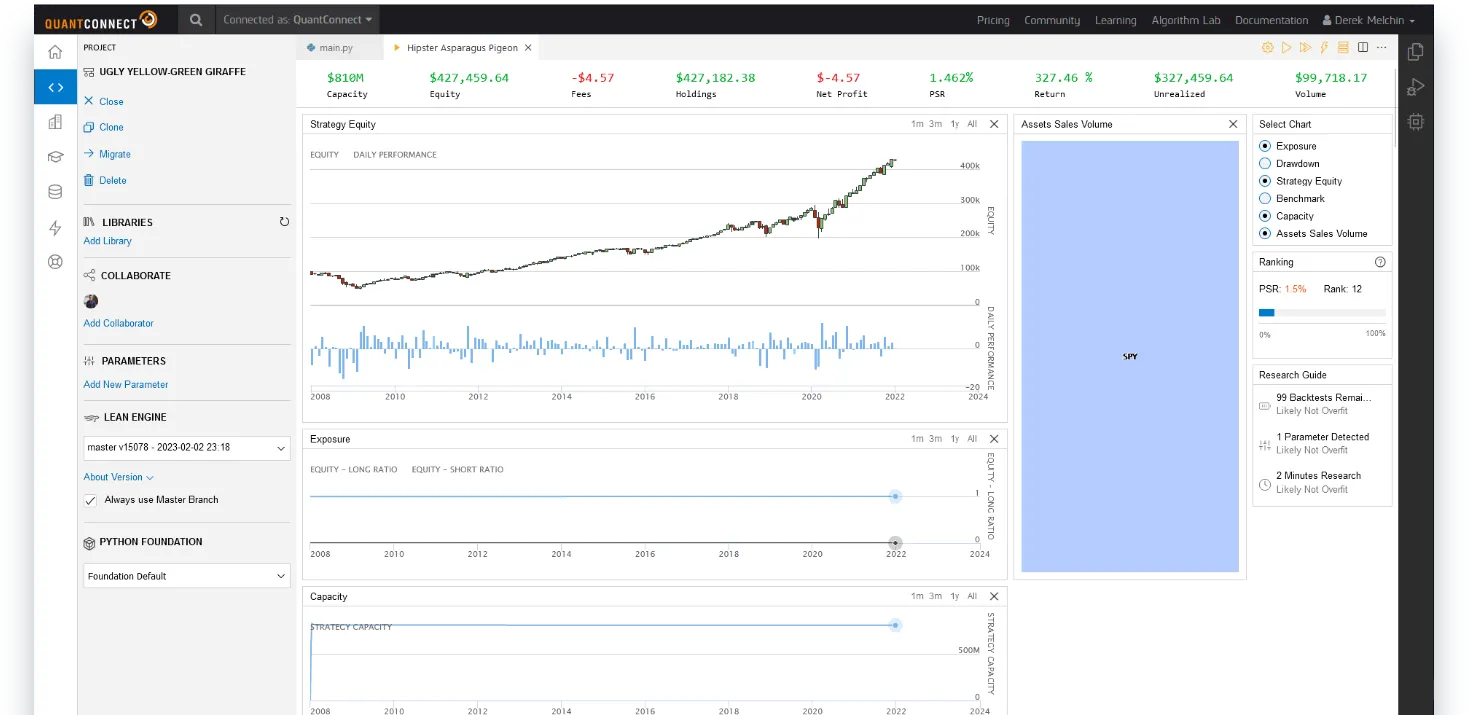 QUANTCONNECT
Connected as: QuantConnect
Pricing Community Learning Algorithm Lab Documentation Derek Melchin
PROJECT
UGLY YELLOW-GREEN GIRAFFE
Close
Clone
Migrate
Delete
LIBRARIES
Add Library
COLLABORATE
Add Collaborator
PARAMETERS
Add New Parameter
LEAN ENGINE
master v15078 - 2023-02-02 23:18
About Version
Always use Master Branch
PYTHON FOUNDATION
Foundation Default
main.py
Hipster Asparagus Pigeon
$810M $427,459.64 -$4.57 $427,182.38 $-4.57 1.462% 327.46 % $327,459.64 $99,718.17
Capacity Equity Fees Holdings Net Profit PSR Return Unrealized Volume
Strategy Equity
1m 3m 1y All
EQUITY DAILY PERFORMANCE
400k
300k
200k
100k
0
EQUITY
0
-20
DAILY PERFORMANCE
2008 2010 2012 2014 2016 2018 2020 2022 2024
Exposure
1m 3m 1y All
EQUITY - LONG RATIO EQUITY - SHORT RATIO
1
0
EQUITY - LONG RATIO
2008 2010 2012 2014 2016 2018 2020 2022 2024
Capacity
1m 3m 1y All
STRATEGY CAPACITY
500M
0
STRATEGY CAPACITY
2008 2010 2012 2014 2016 2018 2020 2022 2024
Assets Sales Volume
SPY
Select Chart
Exposure
Drawdown
Strategy Equity
Benchmark
Capacity
Assets Sales Volume
Ranking
PSR: 1.5% Rank: 12
0% 100%
Research Guide
99 Backtests Remai...
Likely Not Overfit
1 Parameter Detected
Likely Not Overfit
2 Minutes Research
Likely Not Overfit